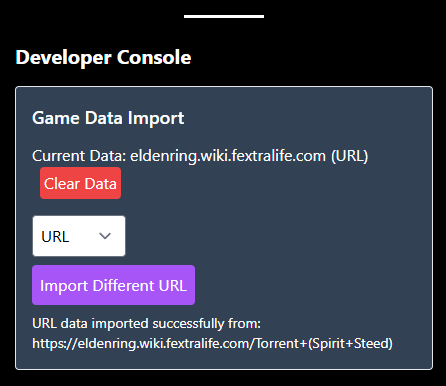 Developer Console
Game Data Import
Current Data: eldenring.wiki.fextralife.com (URL)
Clear Data
URL
Import Different URL
URL data imported successfully from:
https://eldenring.wiki.fextralife.com/Torrent+(Spirit+Steed)